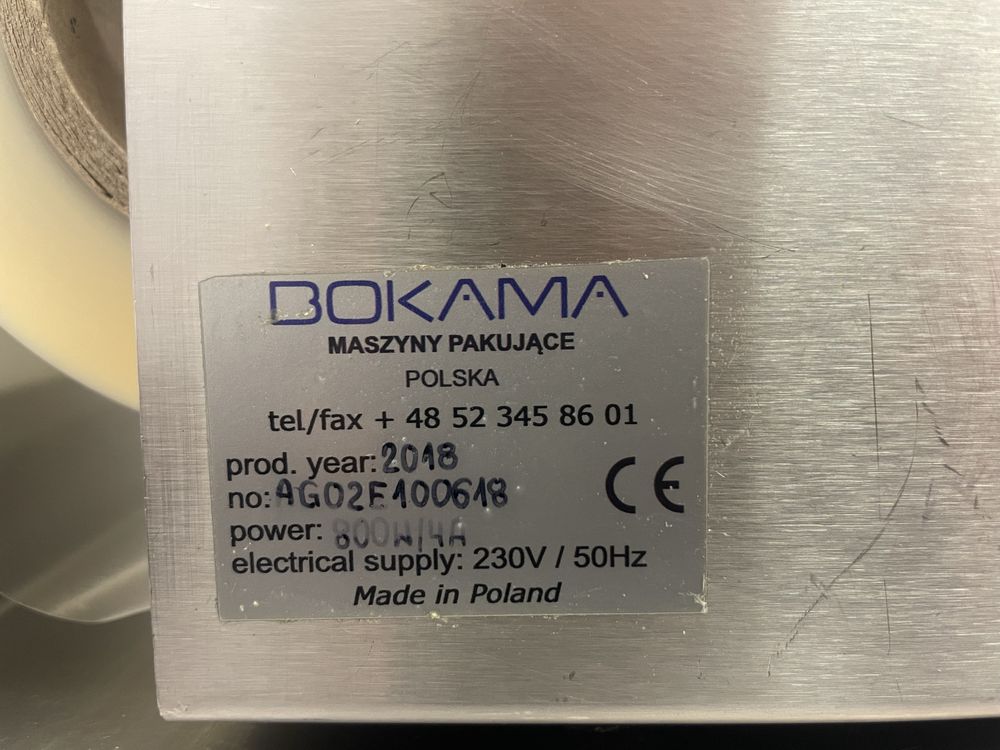 BOKAMA
MASZYNY PAKUJĄCE
POLSKA
tel/fax + 48 52 345 86 01
prod. year: 2018
no: AG02E100618
power: 800W/4A
electrical supply: 230V / 50Hz
Made in Poland
CE